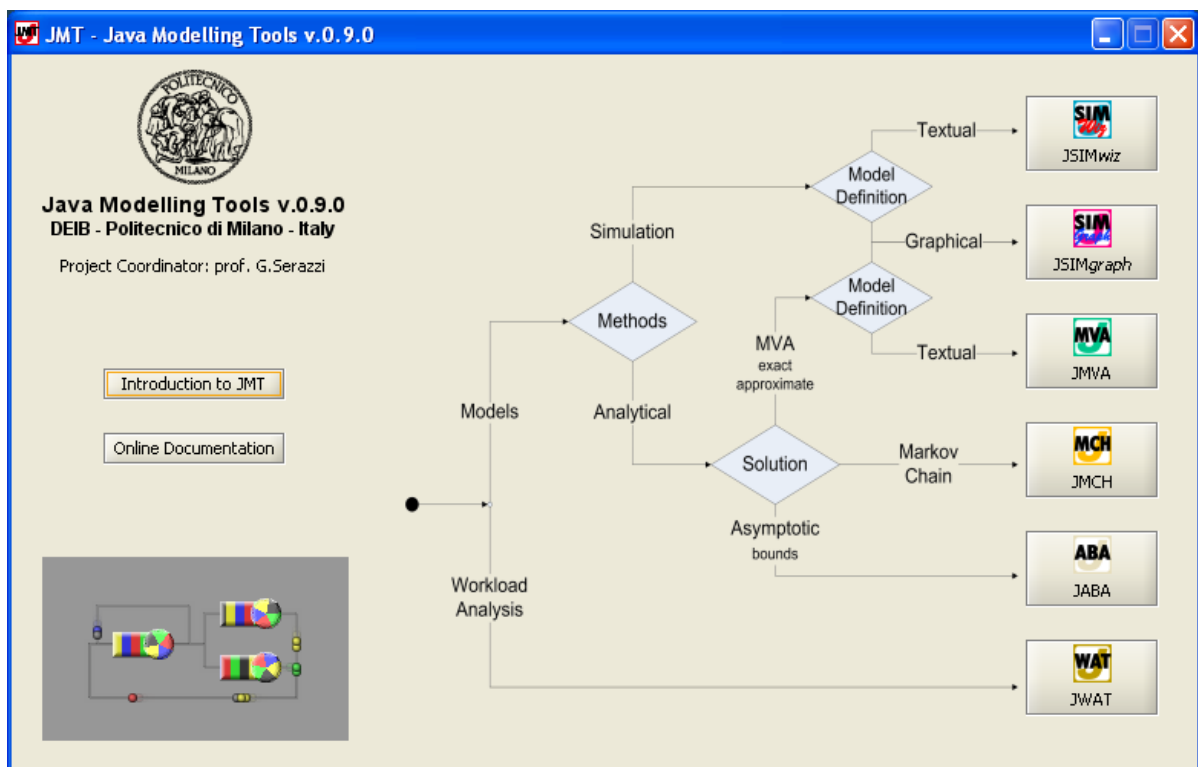 JMT - Java Modelling Tools v.0.9.0
POLITECNICO
MILANO
Java Modelling Tools v.0.9.0
DEIB - Politecnico di Milano - Italy
Project Coordinator: prof. G.Serazzi
Introduction to JMT
Online Documentation
Models
Workload
Analysis
Methods
Simulation
Analytical
Model
Definition
Textual
Graphical
Model
Definition
Textual
MVA
exact
approximate
Solution
Markov
Chain
Asymptotic
bounds
SIM
Wiz
JSIMwiz
SIM
Graph
JSIMgraph
MVA
JMVA
MCH
JMCH
ABA
JABA
WAT
JWAT